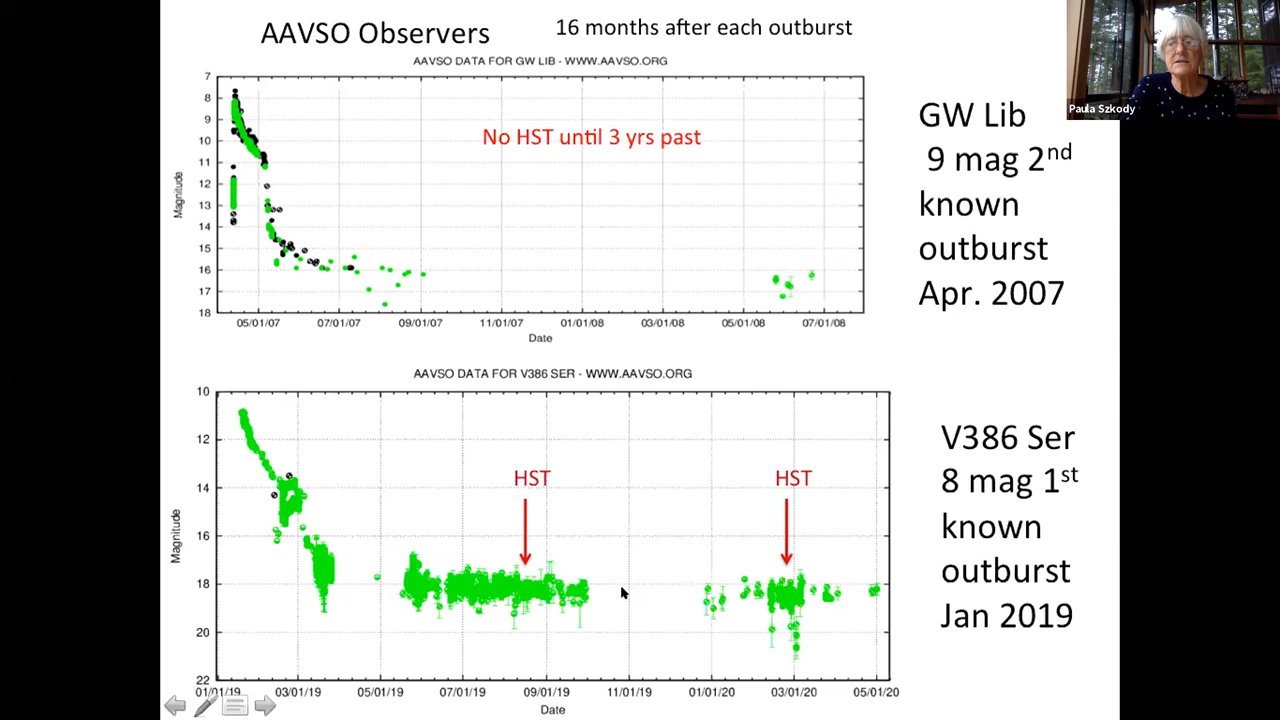 AAVSO Observers
16 months after each outburst
AAVSO DATA FOR GW LIB - WWW.AAVSO.ORG
7
8
9
10
11
12
13
14
15
16
17
18
Magnitude
No HST until 3 yrs past
05/01/07 07/01/07 09/01/07 11/01/07 01/01/08 03/01/08 05/01/08 07/01/08
Date
Paula Szkody
GW Lib
9 mag 2nd
known
outburst
Apr. 2007
AAVSO DATA FOR V386 SER - WWW.AAVSO.ORG
10
12
14
16
18
20
22
Magnitude
HST HST
01/01/19 03/01/19 05/01/19 07/01/19 09/01/19 11/01/19 01/01/20 03/01/20 05/01/20
Date
V386 Ser
8 mag 1st
known
outburst
Jan 2019